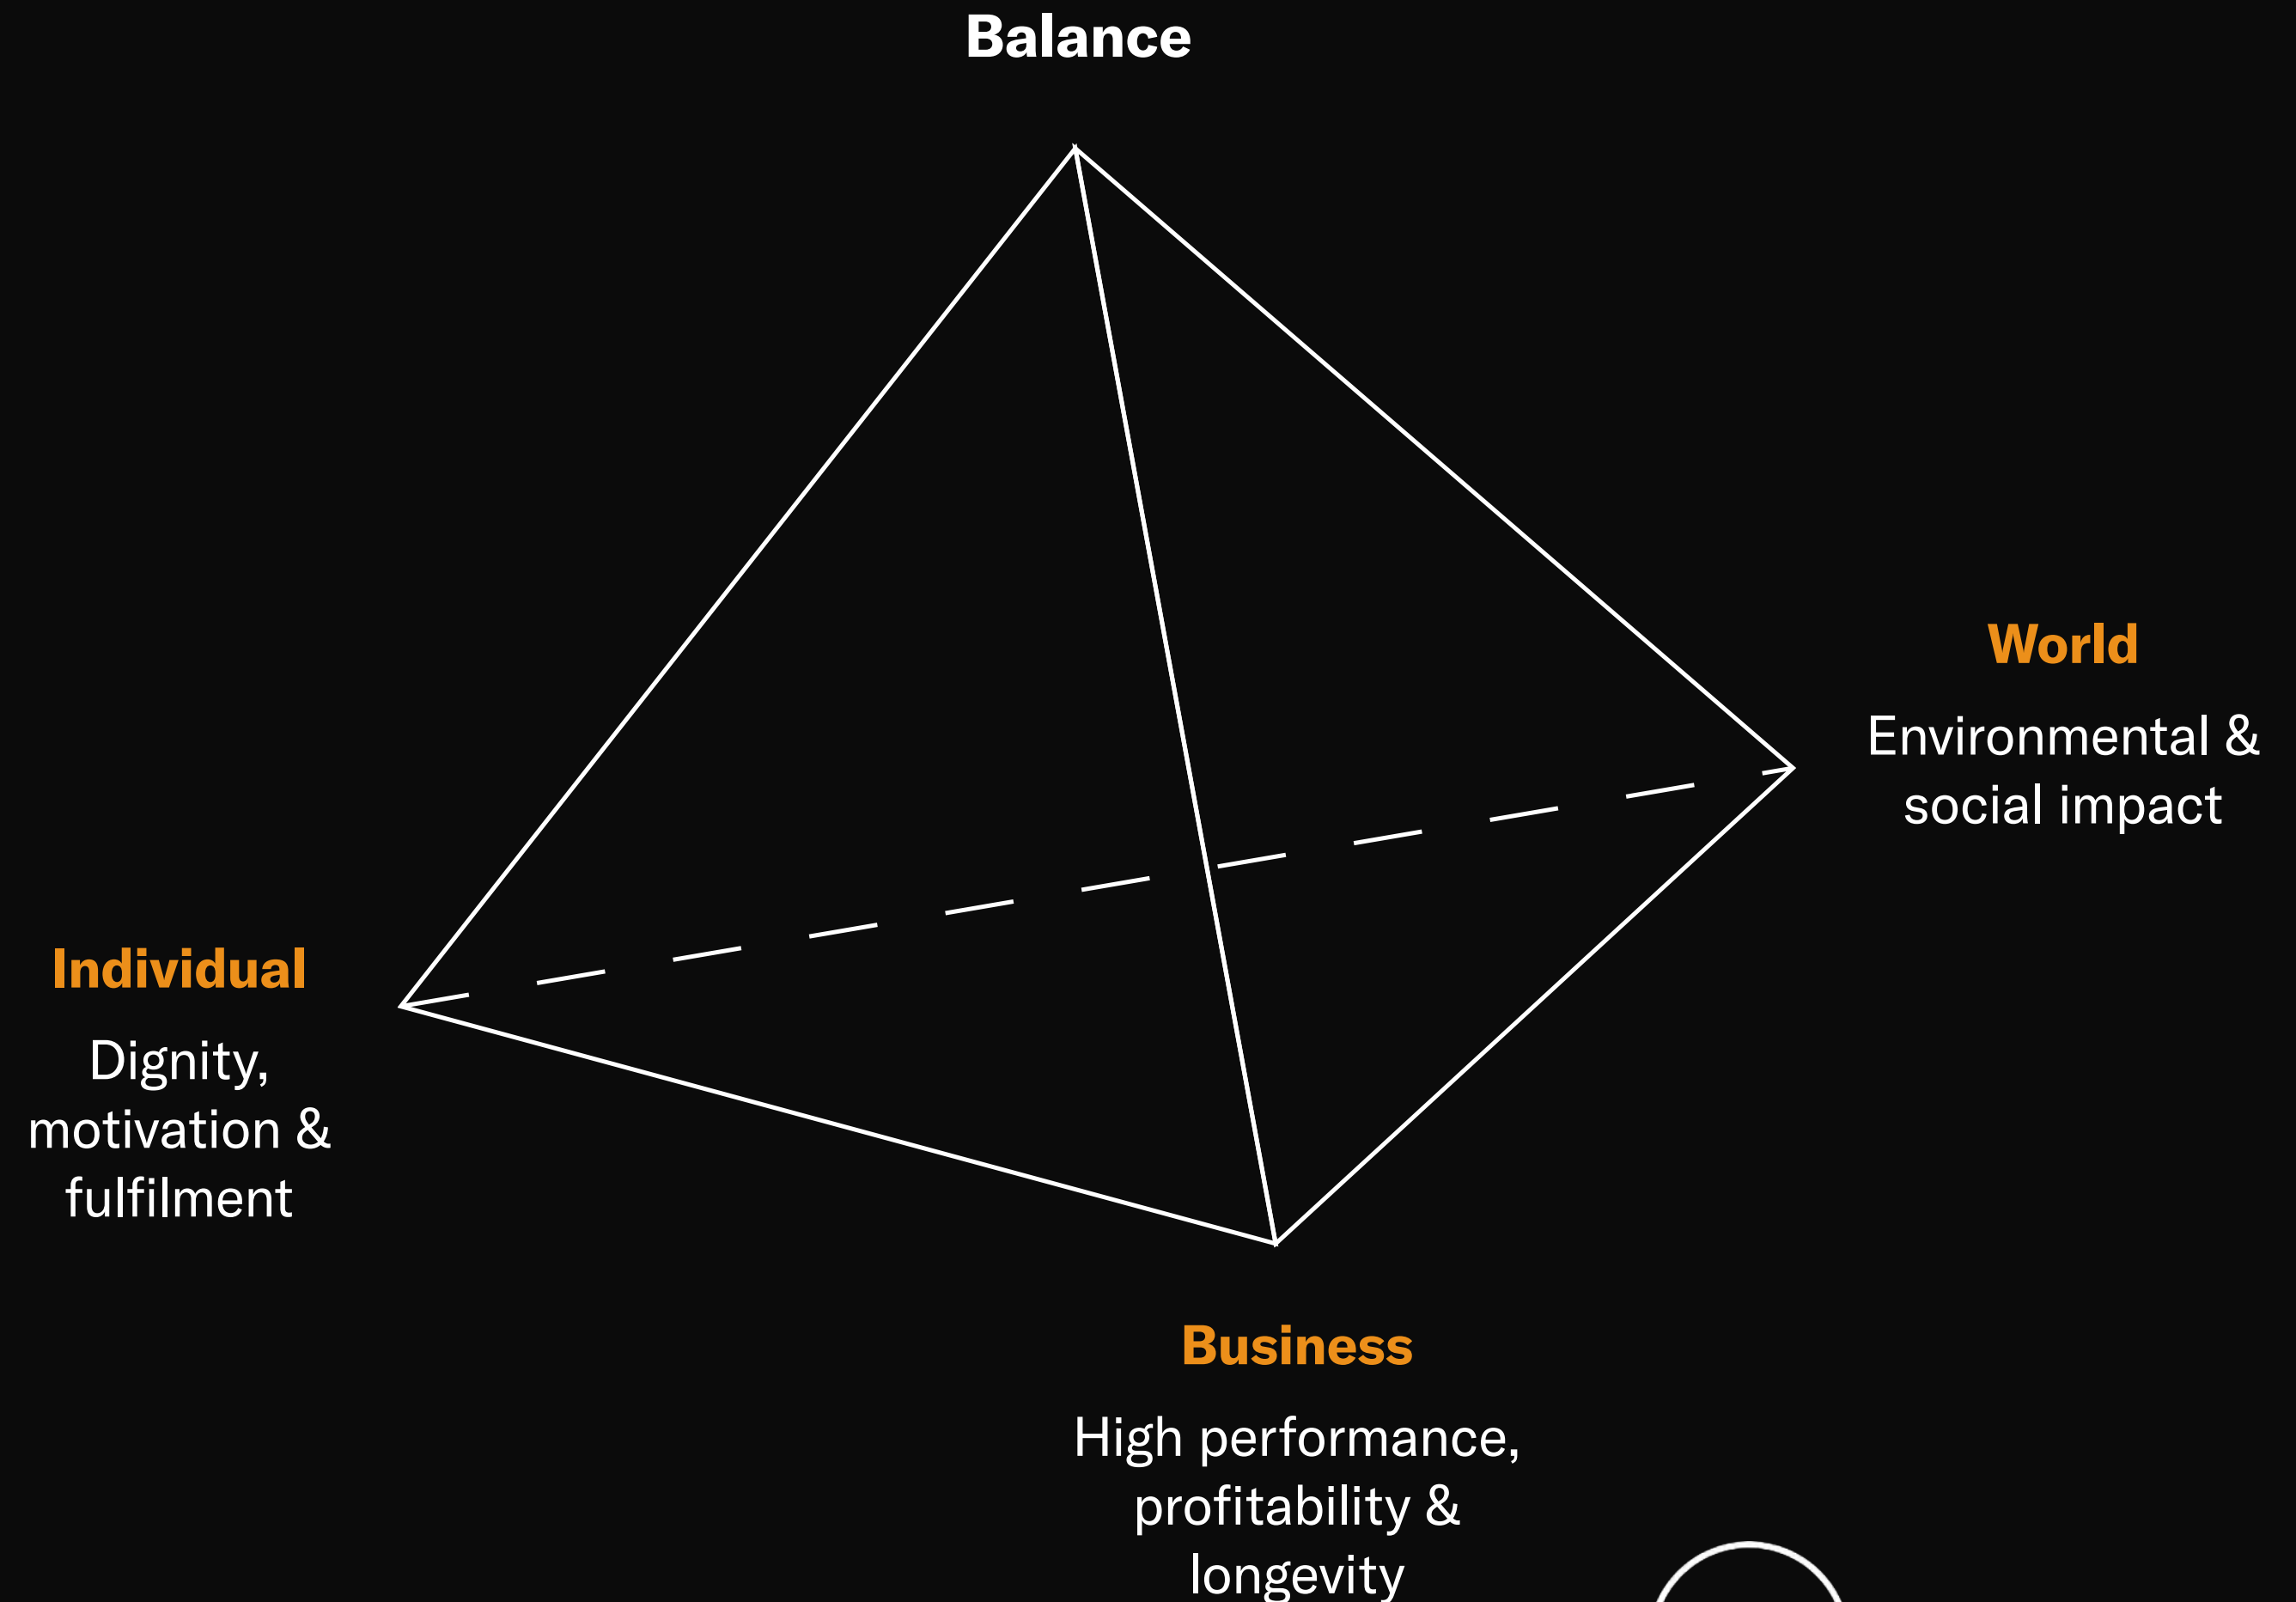 Balance
World
Environmental &
social impact
Individual
Dignity,
motivation &
fulfilment
Business
High performance,
profitability &
longevity